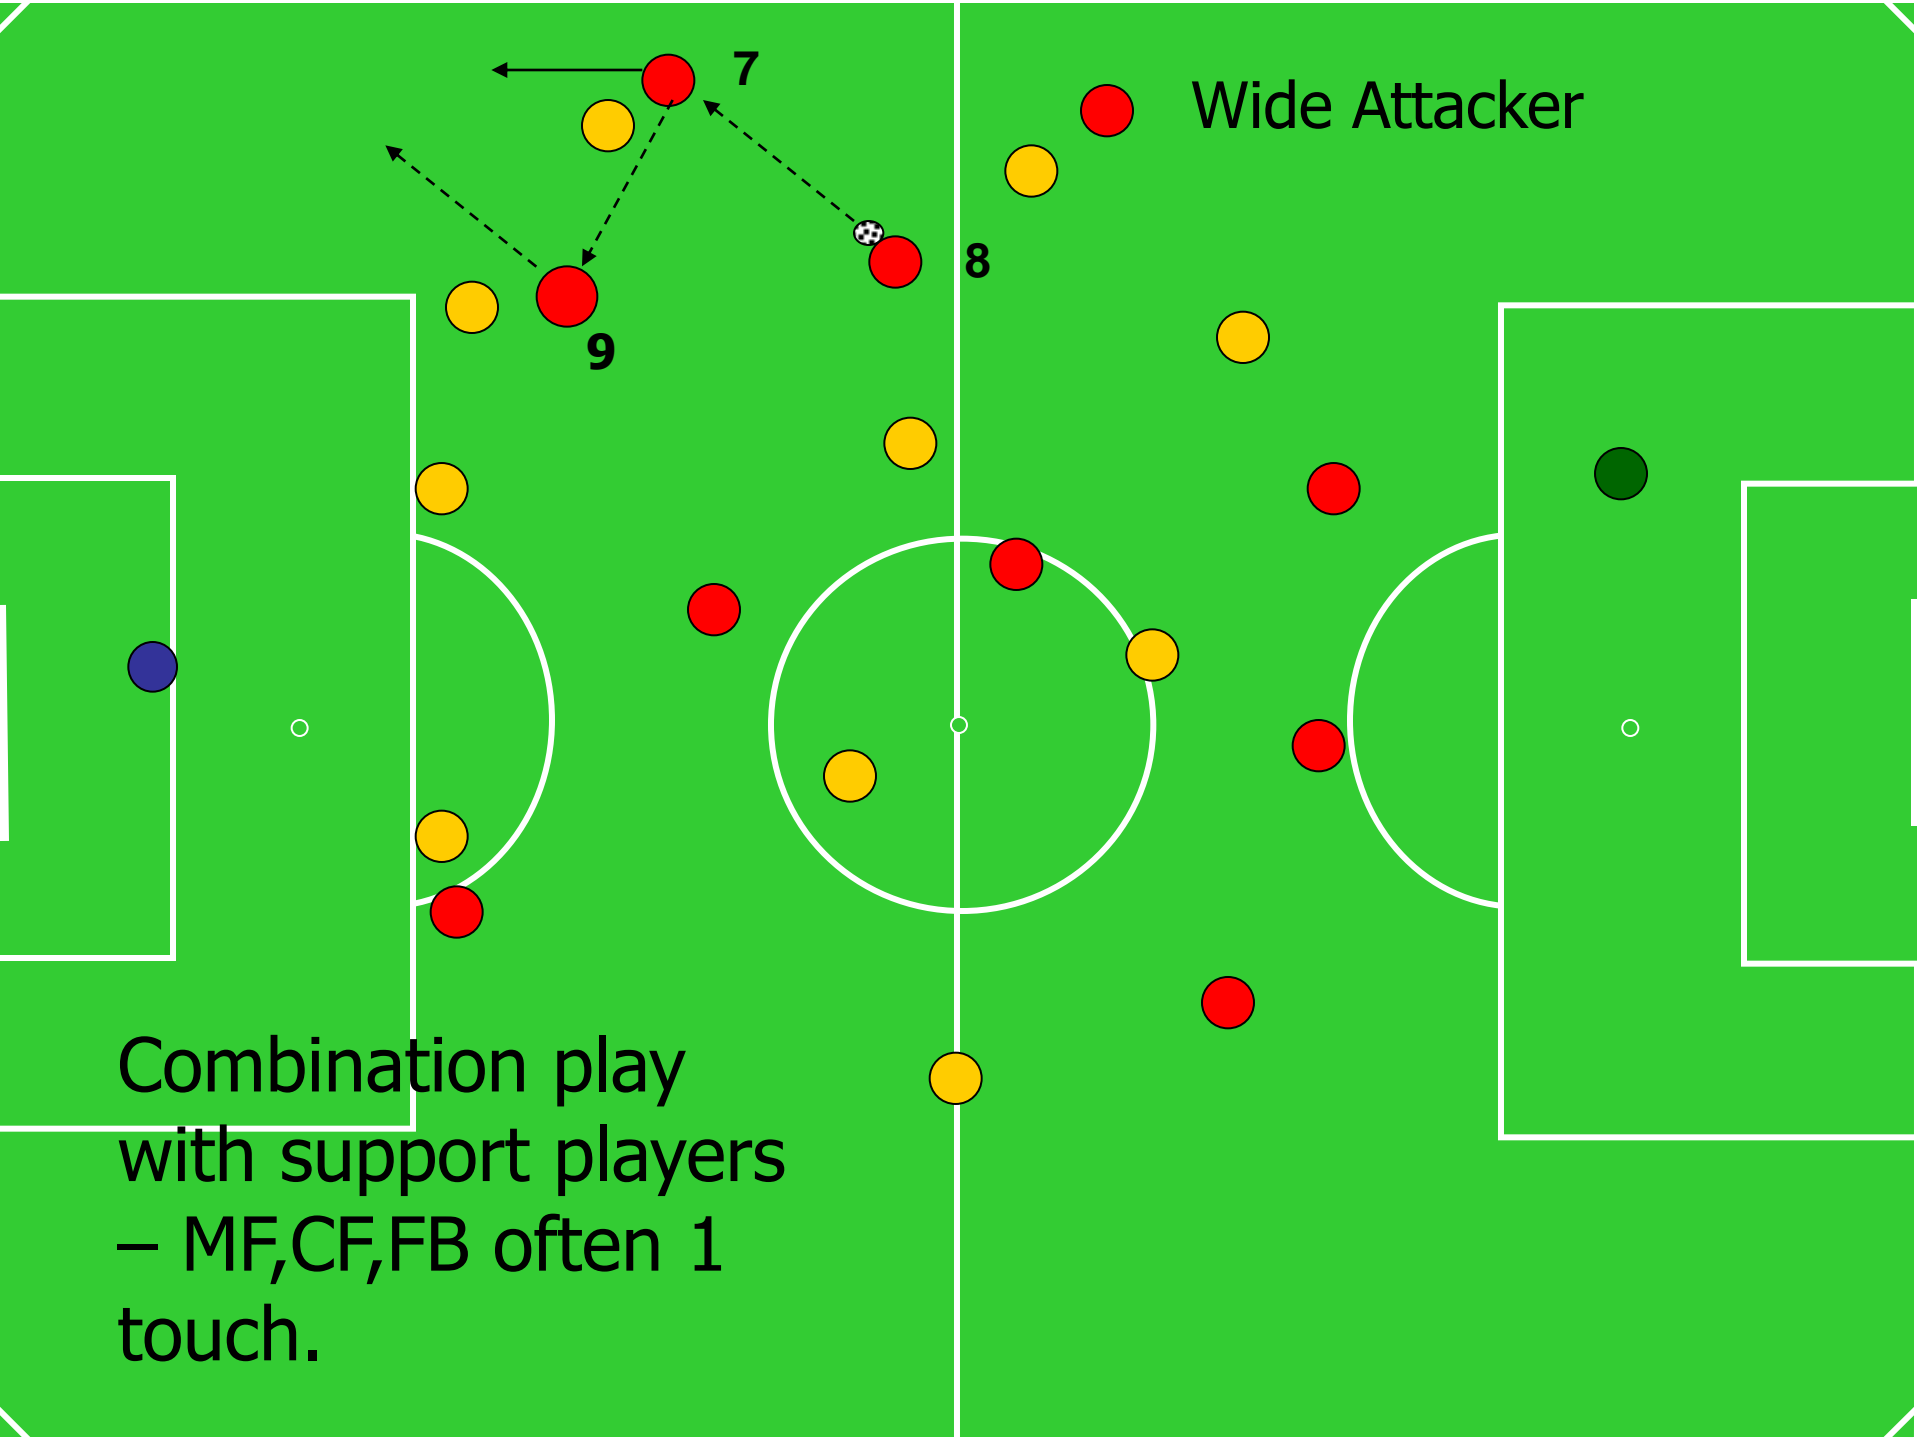 7
Wide Attacker
8
9
Combination play
with support players
– MF,CF,FB often 1
touch.